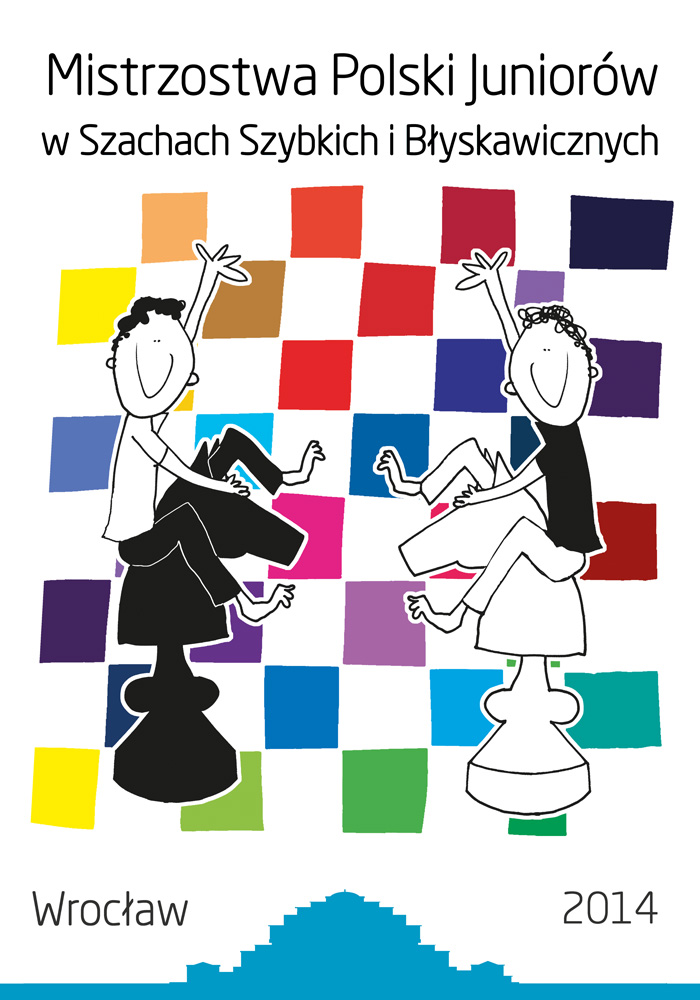 Mistrzostwa Polski Juniorów
w Szachach Szybkich i Błyskawicznych
Wrocław
2014